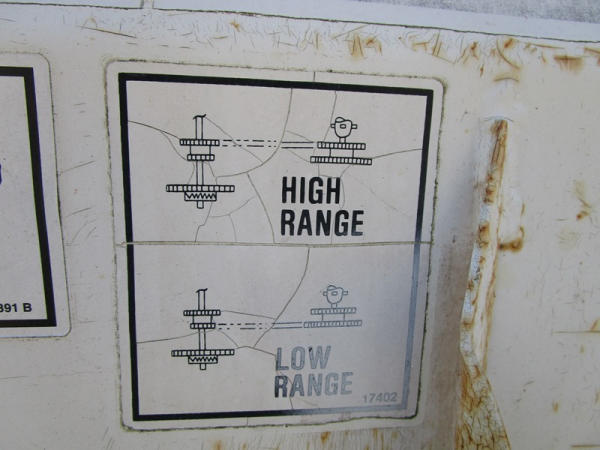 HIGH
RANGE
LOW
RANGE
17402
391 B